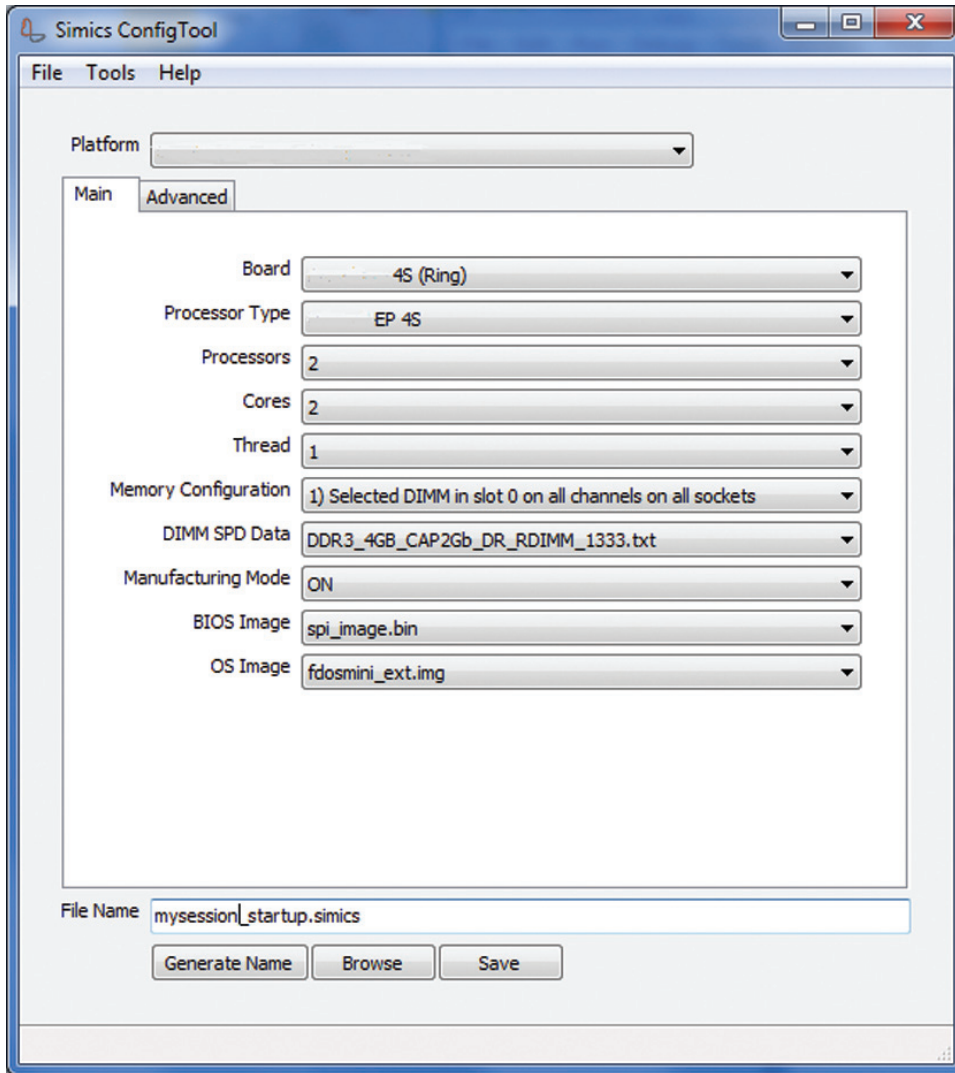 Simics ConfigTool
File Tools Help
Platform
Main Advanced
Board 4S (Ring)
Processor Type EP 4S
Processors 2
Cores 2
Thread 1
Memory Configuration 1) Selected DIMM in slot 0 on all channels on all sockets
DIMM SPD Data DDR3_4GB_CAP2Gb_DR_RDIMM_1333.txt
Manufacturing Mode ON
BIOS Image spi_image.bin
OS Image fdosmini_ext.img
File Name mysession_startup.simics
Generate Name Browse Save